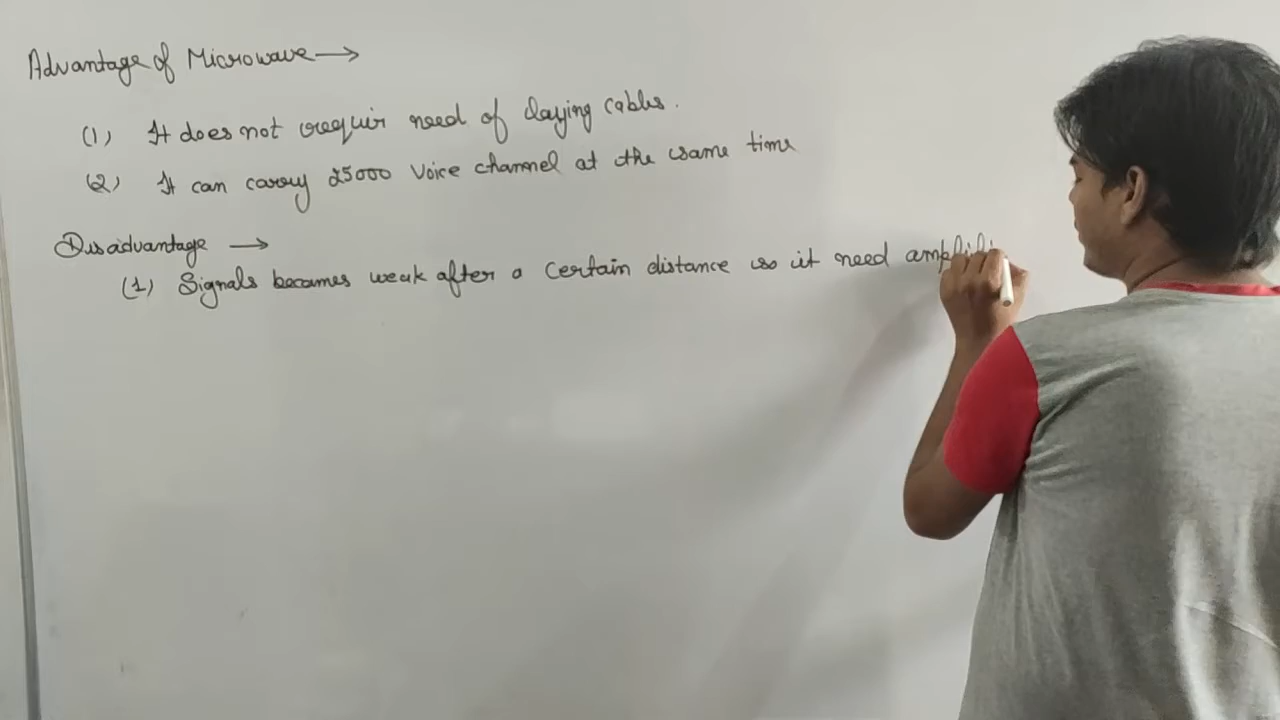 Advantage of Microwave →
(1) It does not requir need of laying cables.
(2) It can carry 25000 Voice channel at the same time
Disadvantage →
(1) Signals becomes weak after a certain distance so it need amplifi